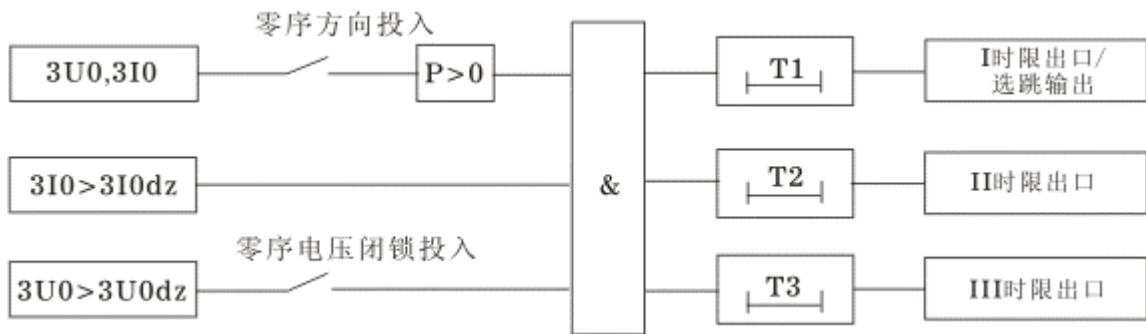 零序方向投入
3U0,3I0
P>0
T1
I时限出口/
选跳输出
3I0>3I0dz
&
T2
II时限出口
零序电压闭锁投入
3U0>3U0dz
T3
III时限出口